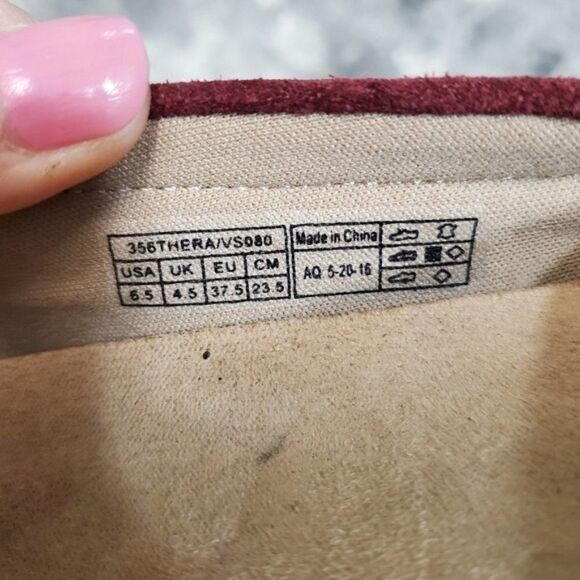 356THERA/VS080
USA UK EU CM
6.5 4.5 37.5 23.5
Made in China
AQ 5-20-16